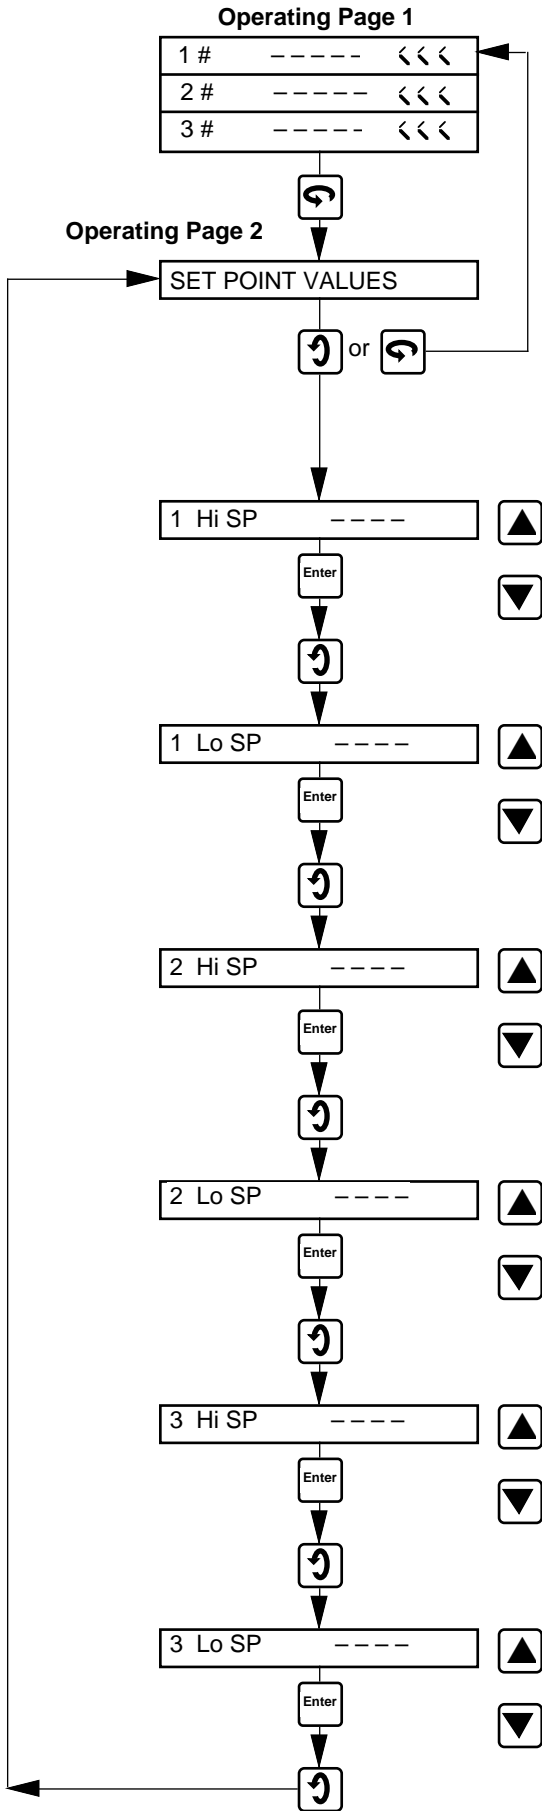 Operating Page 1
1 # – – – – – ‹ ‹ ‹
2 # – – – – – ‹ ‹ ‹
3 # – – – – – ‹ ‹ ‹
Operating Page 2
SET POINT VALUES
or
1 Hi SP – – – –
Enter
1 Lo SP – – – –
Enter
2 Hi SP – – – –
Enter
2 Lo SP – – – –
Enter
3 Hi SP – – – –
Enter
3 Lo SP – – – –
Enter